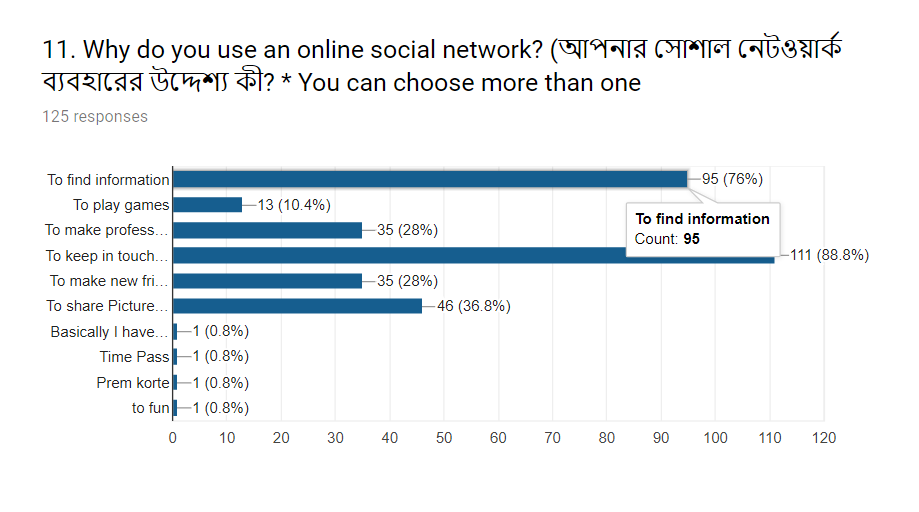 11. Why do you use an online social network? (আপনার সোশাল নেটওয়ার্ক
ব্যবহারের উদ্দেশ্য কী? * You can choose more than one
125 responses
To find information
95 (76%)
To play games
13 (10.4%)
To find information
Count: 95
To make profess...
35 (28%)
To keep in touch...
111 (88.8%)
To make new fri...
35 (28%)
To share Picture...
46 (36.8%)
Basically I have...
1 (0.8%)
Time Pass
1 (0.8%)
Prem korte
1 (0.8%)
to fun
1 (0.8%)
0 10 20 30 40 50 60 70 80 90 100 110 120